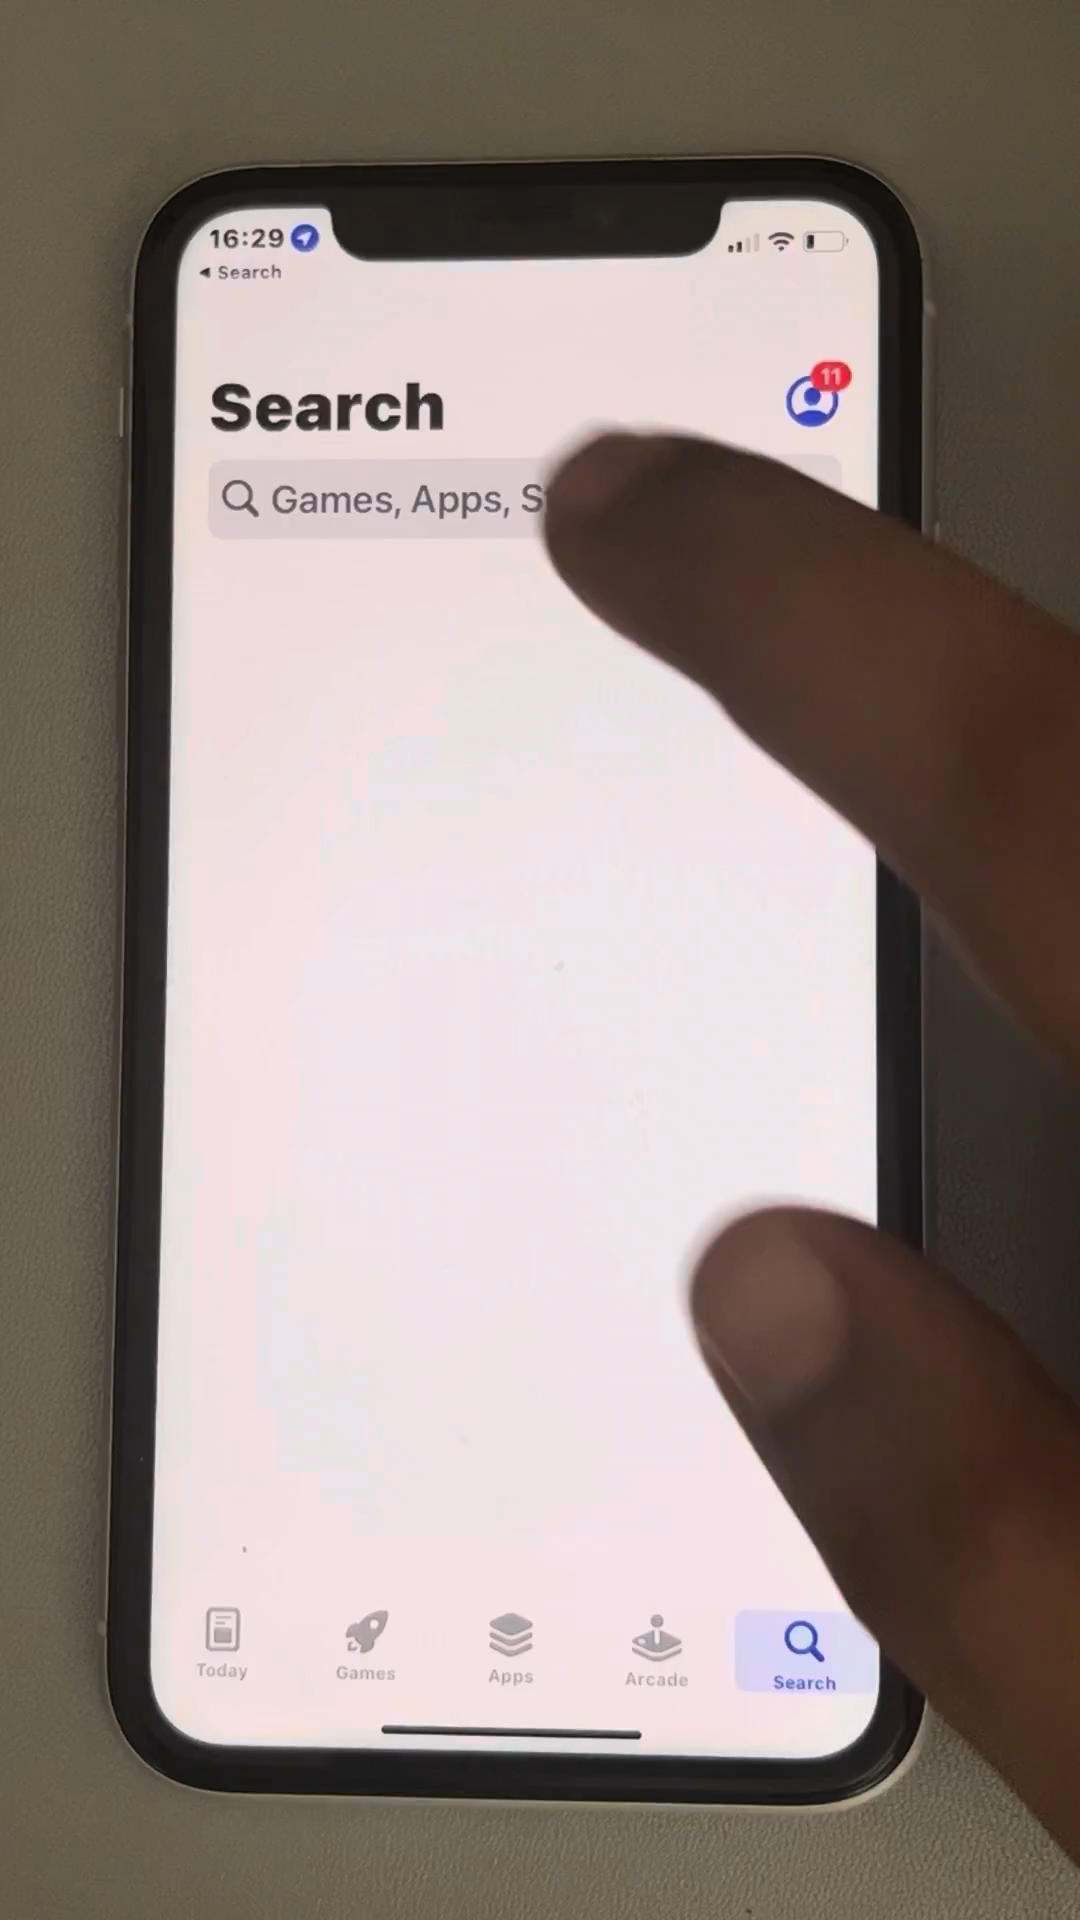 16:29
◂ Search
Search
11
Games, Apps, S
Today
Games
Apps
Arcade
Search